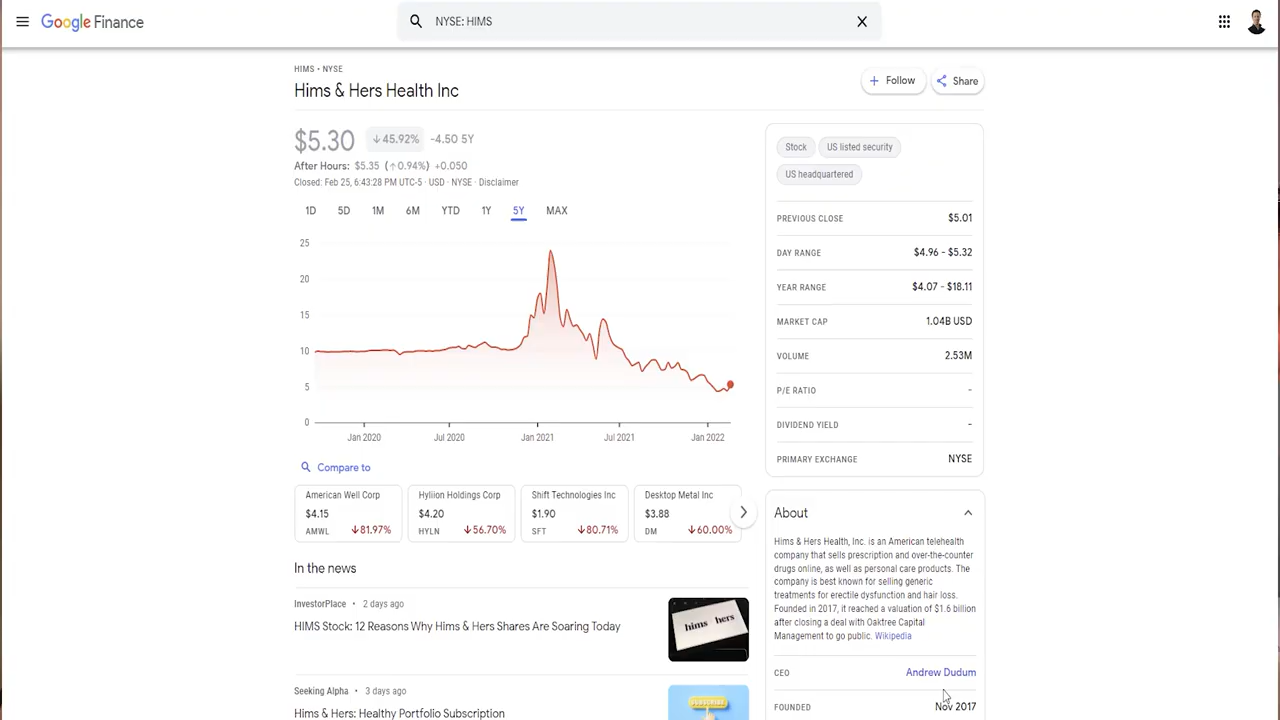 Google Finance
NYSE: HIMS
HIMS • NYSE
Hims & Hers Health Inc
Follow
Share
$5.30
↓45.92%
-4.50 5Y
After Hours: $5.35 (↑0.94%) +0.050
Closed: Feb 25, 6:43:28 PM UTC-5 · USD · NYSE · Disclaimer
1D 5D 1M 6M YTD 1Y 5Y MAX
25
20
15
10
5
0
Jan 2020 Jul 2020 Jan 2021 Jul 2021 Jan 2022
Compare to
American Well Corp
$4.15
AMWL ↓81.97%
Hyliion Holdings Corp
$4.20
HYLN ↓56.70%
Shift Technologies Inc
$1.90
SFT ↓80.71%
Desktop Metal Inc
$3.88
DM ↓60.00%
In the news
InvestorPlace • 2 days ago
HIMS Stock: 12 Reasons Why Hims & Hers Shares Are Soaring Today
hims hers
Seeking Alpha • 3 days ago
Hims & Hers: Healthy Portfolio Subscription
SUBSCRIBE
Stock
US listed security
US headquartered
PREVIOUS CLOSE $5.01
DAY RANGE $4.96 - $5.32
YEAR RANGE $4.07 - $18.11
MARKET CAP 1.04B USD
VOLUME 2.53M
P/E RATIO -
DIVIDEND YIELD -
PRIMARY EXCHANGE NYSE
About
Hims & Hers Health, Inc. is an American telehealth
company that sells prescription and over-the-counter
drugs online, as well as personal care products. The
company is best known for selling generic
treatments for erectile dysfunction and hair loss.
Founded in 2017, it reached a valuation of $1.6 billion
after closing a deal with Oaktree Capital
Management to go public. Wikipedia
CEO Andrew Dudum
FOUNDED Nov 2017